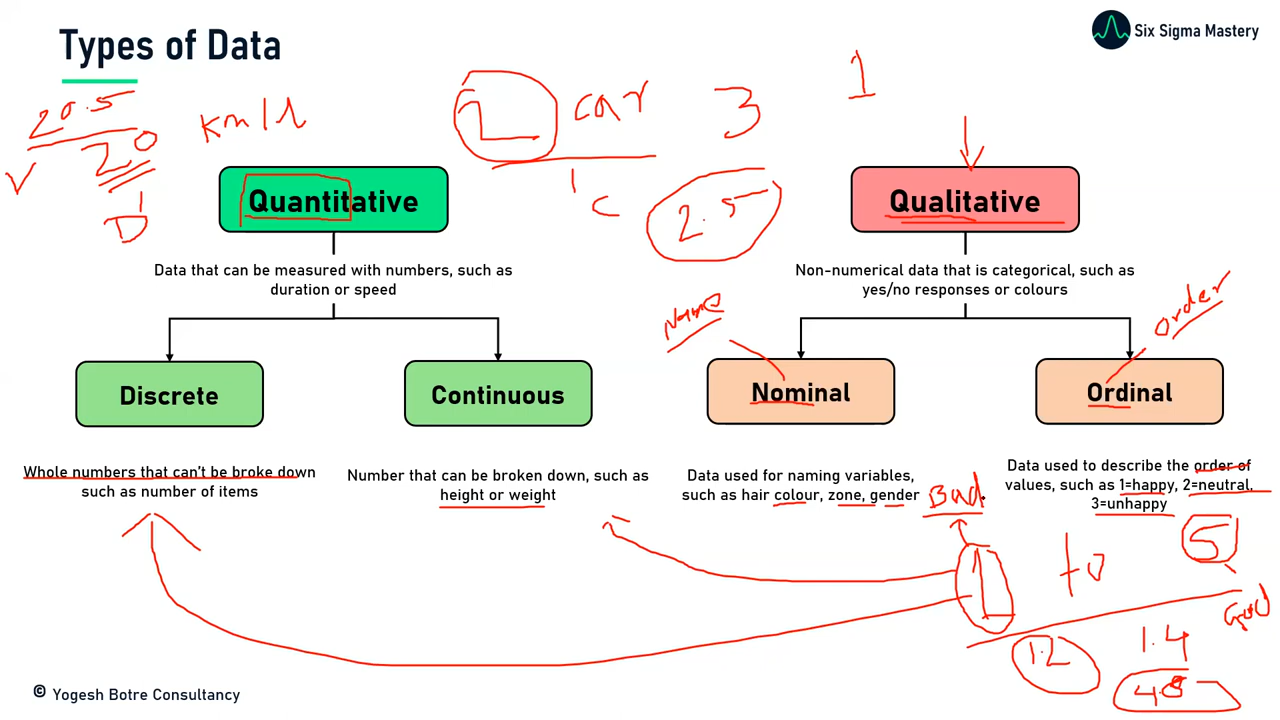 Types of Data
Six Sigma Mastery
20.5
20
km/l
D
car
3
1
C
2.5
Quantitative
Qualitative
Data that can be measured with numbers, such as
duration or speed
Non-numerical data that is categorical, such as
yes/no responses or colours
Name
Order
Discrete
Continuous
Nominal
Ordinal
Whole numbers that can't be broke down
such as number of items
Number that can be broken down, such as
height or weight
Data used for naming variables,
such as hair colour, zone, gender
Data used to describe the order of
values, such as 1=happy, 2=neutral,
3=unhappy
Bad
1 to 5
Good
1.2
1.4
4.8
© Yogesh Botre Consultancy